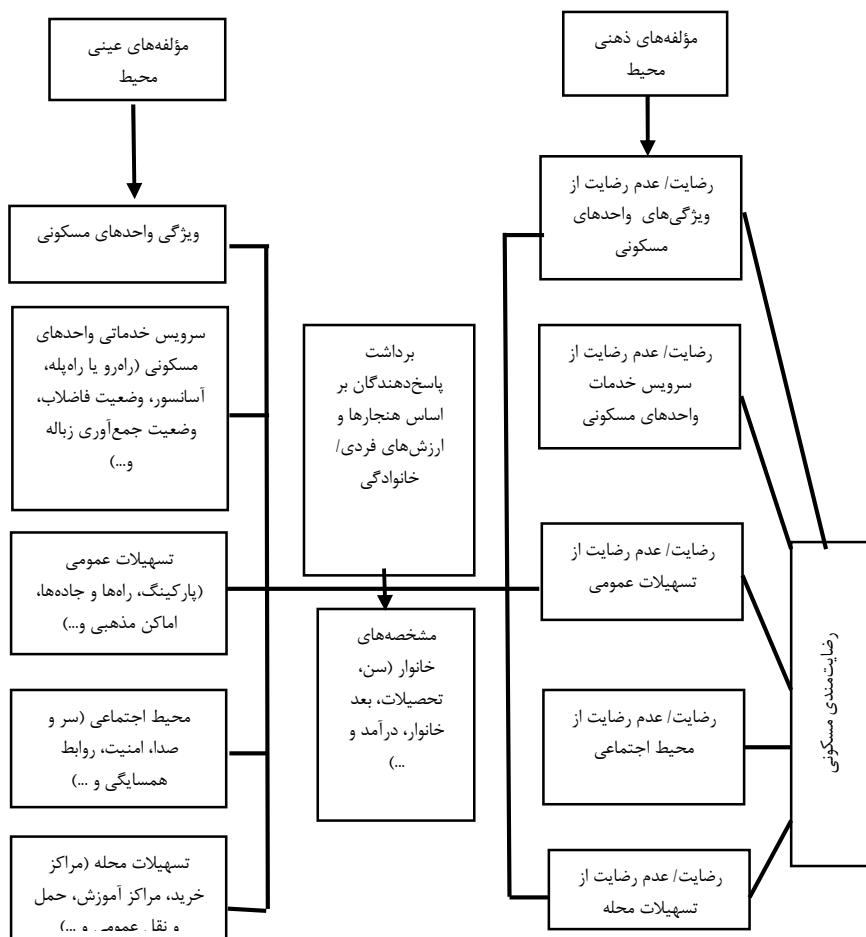 مؤلفه‌های عینی
محیط
مؤلفه‌های ذهنی
محیط
ویژگی واحدهای مسکونی
سرویس خدماتی واحدهای
مسکونی (راه‌رو یا راه‌پله،
آسانسور، وضعیت فاضلاب،
وضعیت جمع‌آوری زباله
و...)
تسهیلات عمومی
(پارکینگ، راه‌ها و جاده‌ها،
اماکن مذهبی و...)
محیط اجتماعی (سر و
صدا، امنیت، روابط
همسایگی و ...)
تسهیلات محله (مراکز
خرید، مراکز آموزش، حمل
و نقل عمومی و ...)
برداشت
پاسخ‌دهندگان بر
اساس هنجارها و
ارزش‌های فردی/
خانوادگی
مشخصه‌های
خانوار (سن،
تحصیلات، بعد
خانوار، درآمد و
...)
رضایت/ عدم رضایت از
ویژگی‌های واحدهای
مسکونی
رضایت/ عدم رضایت از
سرویس خدمات
واحدهای مسکونی
رضایت/ عدم رضایت از
تسهیلات عمومی
رضایت/ عدم رضایت از
محیط اجتماعی
رضایت/ عدم رضایت از
تسهیلات محله
رضایت‌مندی مسکونی